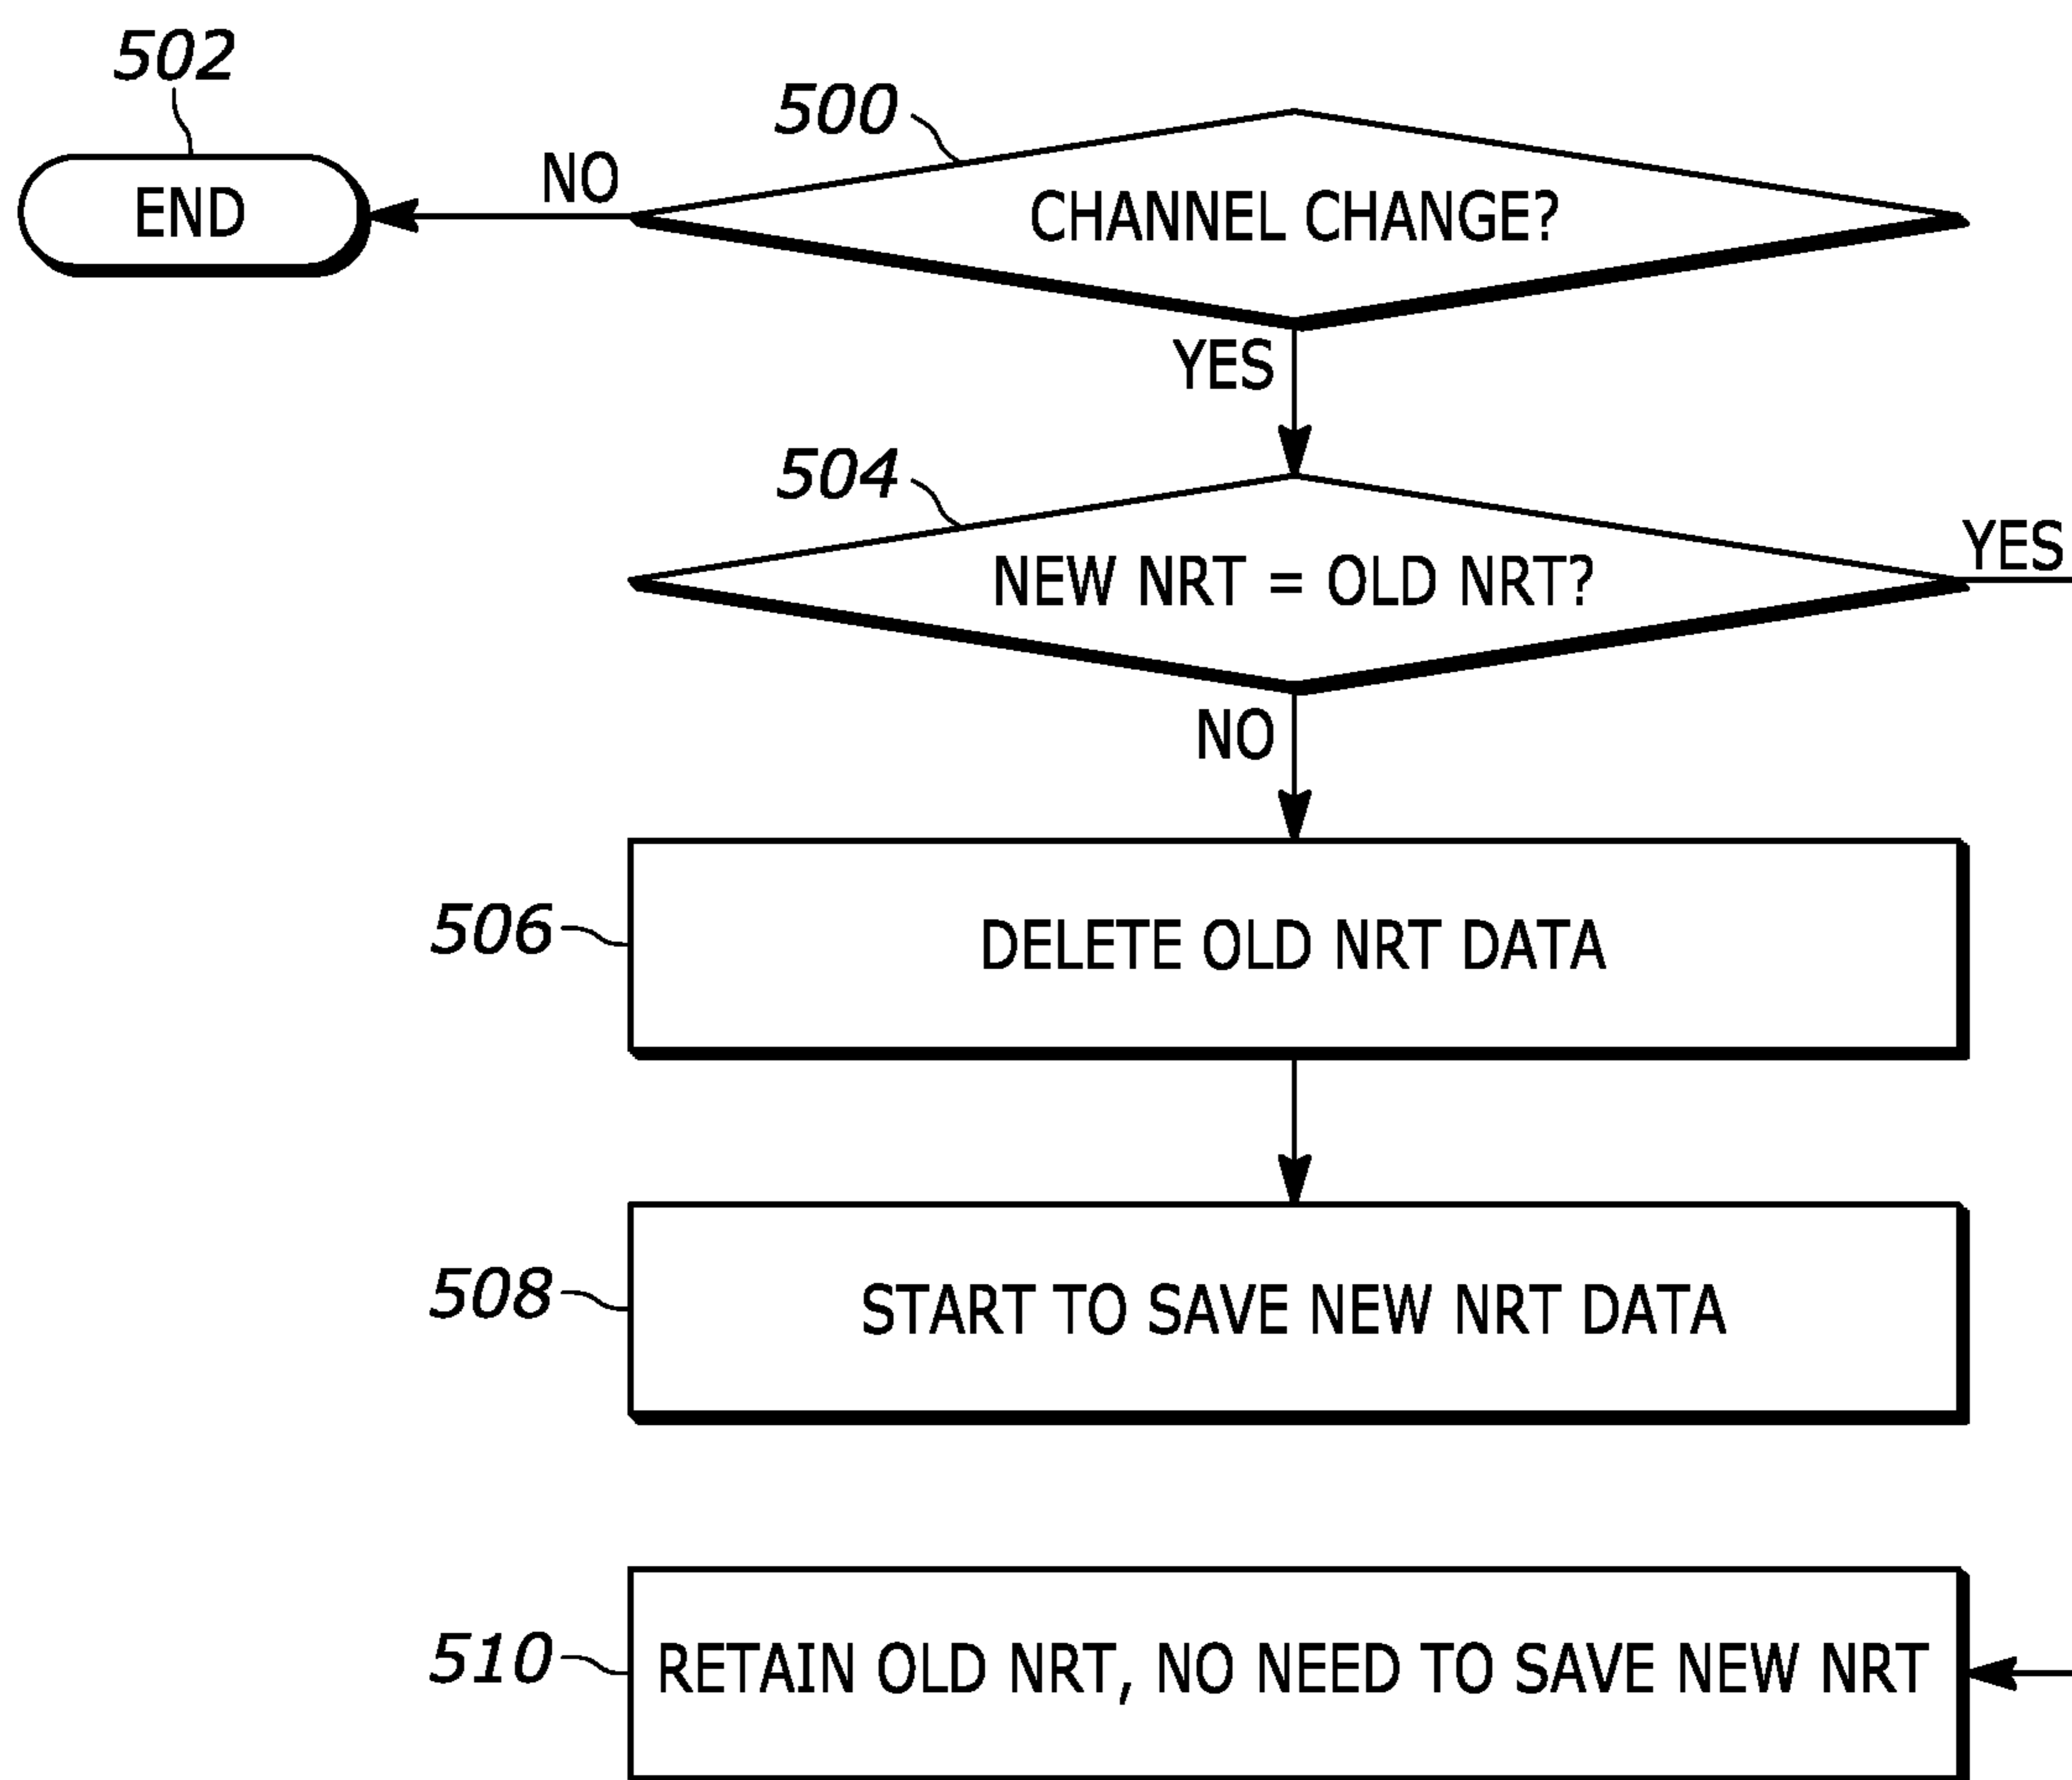 502
500
NO
END
CHANNEL CHANGE?
YES
504
YES
NEW NRT = OLD NRT?
NO
506
DELETE OLD NRT DATA
508
START TO SAVE NEW NRT DATA
510
RETAIN OLD NRT, NO NEED TO SAVE NEW NRT